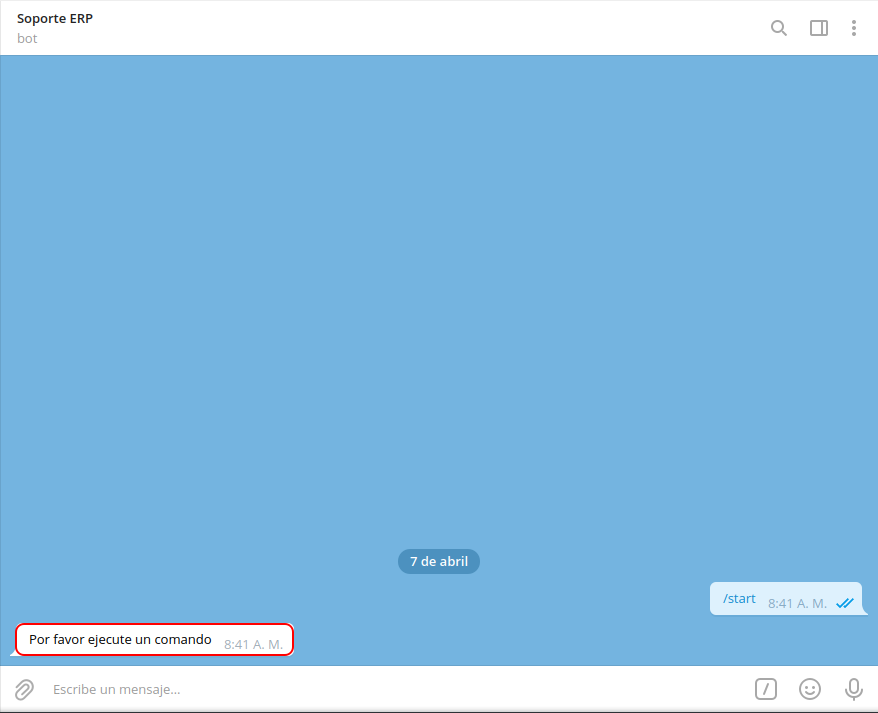 Soporte ERP
bot
7 de abril
/start 8:41 A. M.
Por favor ejecute un comando 8:41 A. M.
Escribe un mensaje...